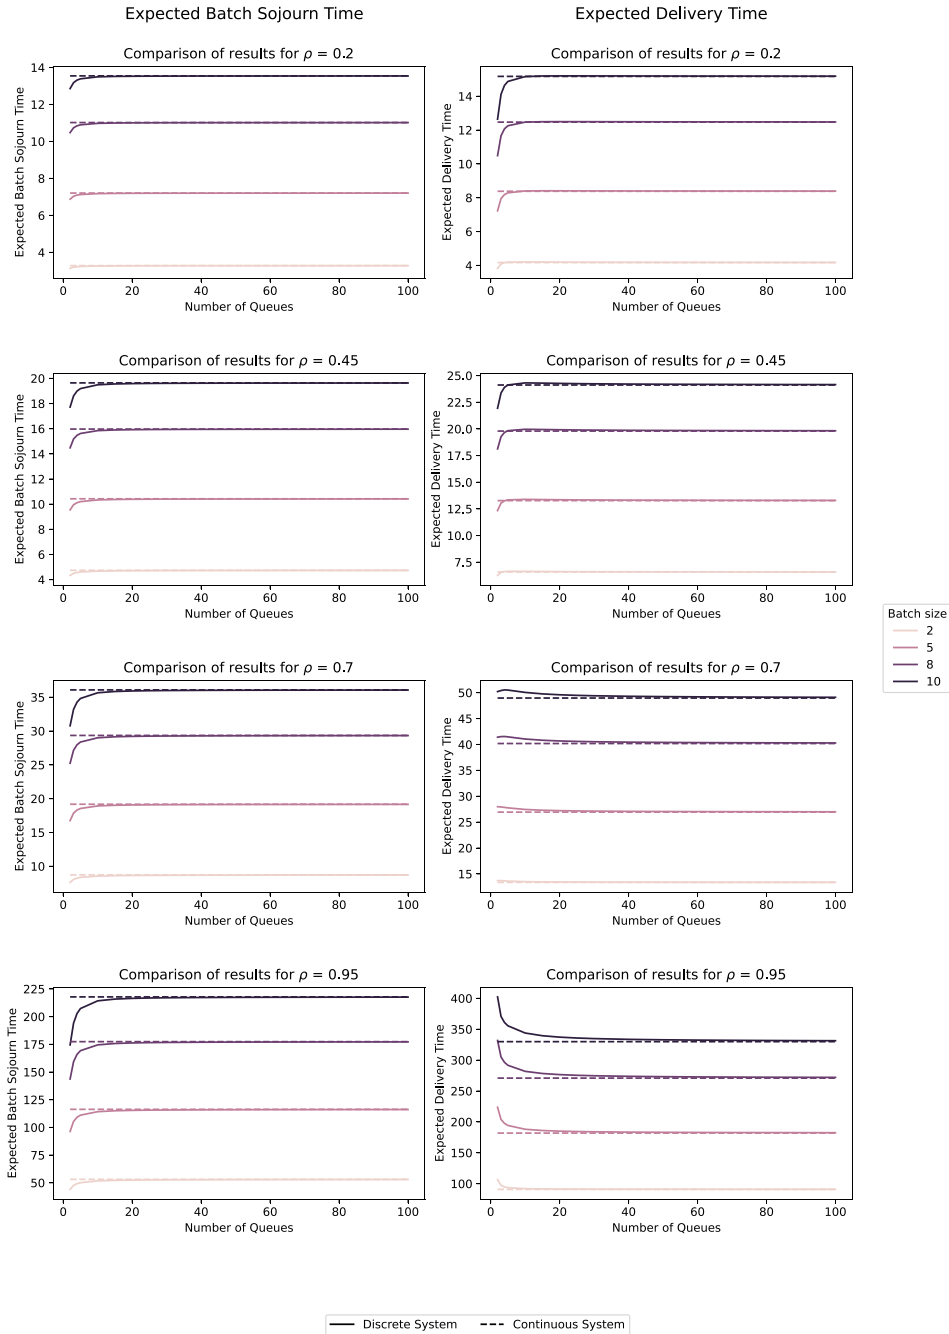 Expected Batch Sojourn Time
Expected Delivery Time
Comparison of results for ρ = 0.2
Expected Batch Sojourn Time
14
12
10
8
6
4
0 20 40 60 80 100
Number of Queues
Comparison of results for ρ = 0.2
Expected Delivery Time
14
12
10
8
6
4
0 20 40 60 80 100
Number of Queues
Comparison of results for ρ = 0.45
Expected Batch Sojourn Time
20
18
16
14
12
10
8
6
4
0 20 40 60 80 100
Number of Queues
Comparison of results for ρ = 0.45
Expected Delivery Time
25.0
22.5
20.0
17.5
15.0
12.5
10.0
7.5
0 20 40 60 80 100
Number of Queues
Batch size
2
5
8
10
Comparison of results for ρ = 0.7
Expected Batch Sojourn Time
35
30
25
20
15
10
0 20 40 60 80 100
Number of Queues
Comparison of results for ρ = 0.7
Expected Delivery Time
50
45
40
35
30
25
20
15
0 20 40 60 80 100
Number of Queues
Comparison of results for ρ = 0.95
Expected Batch Sojourn Time
225
200
175
150
125
100
75
50
0 20 40 60 80 100
Number of Queues
Comparison of results for ρ = 0.95
Expected Delivery Time
400
350
300
250
200
150
100
0 20 40 60 80 100
Number of Queues
Discrete System
Continuous System